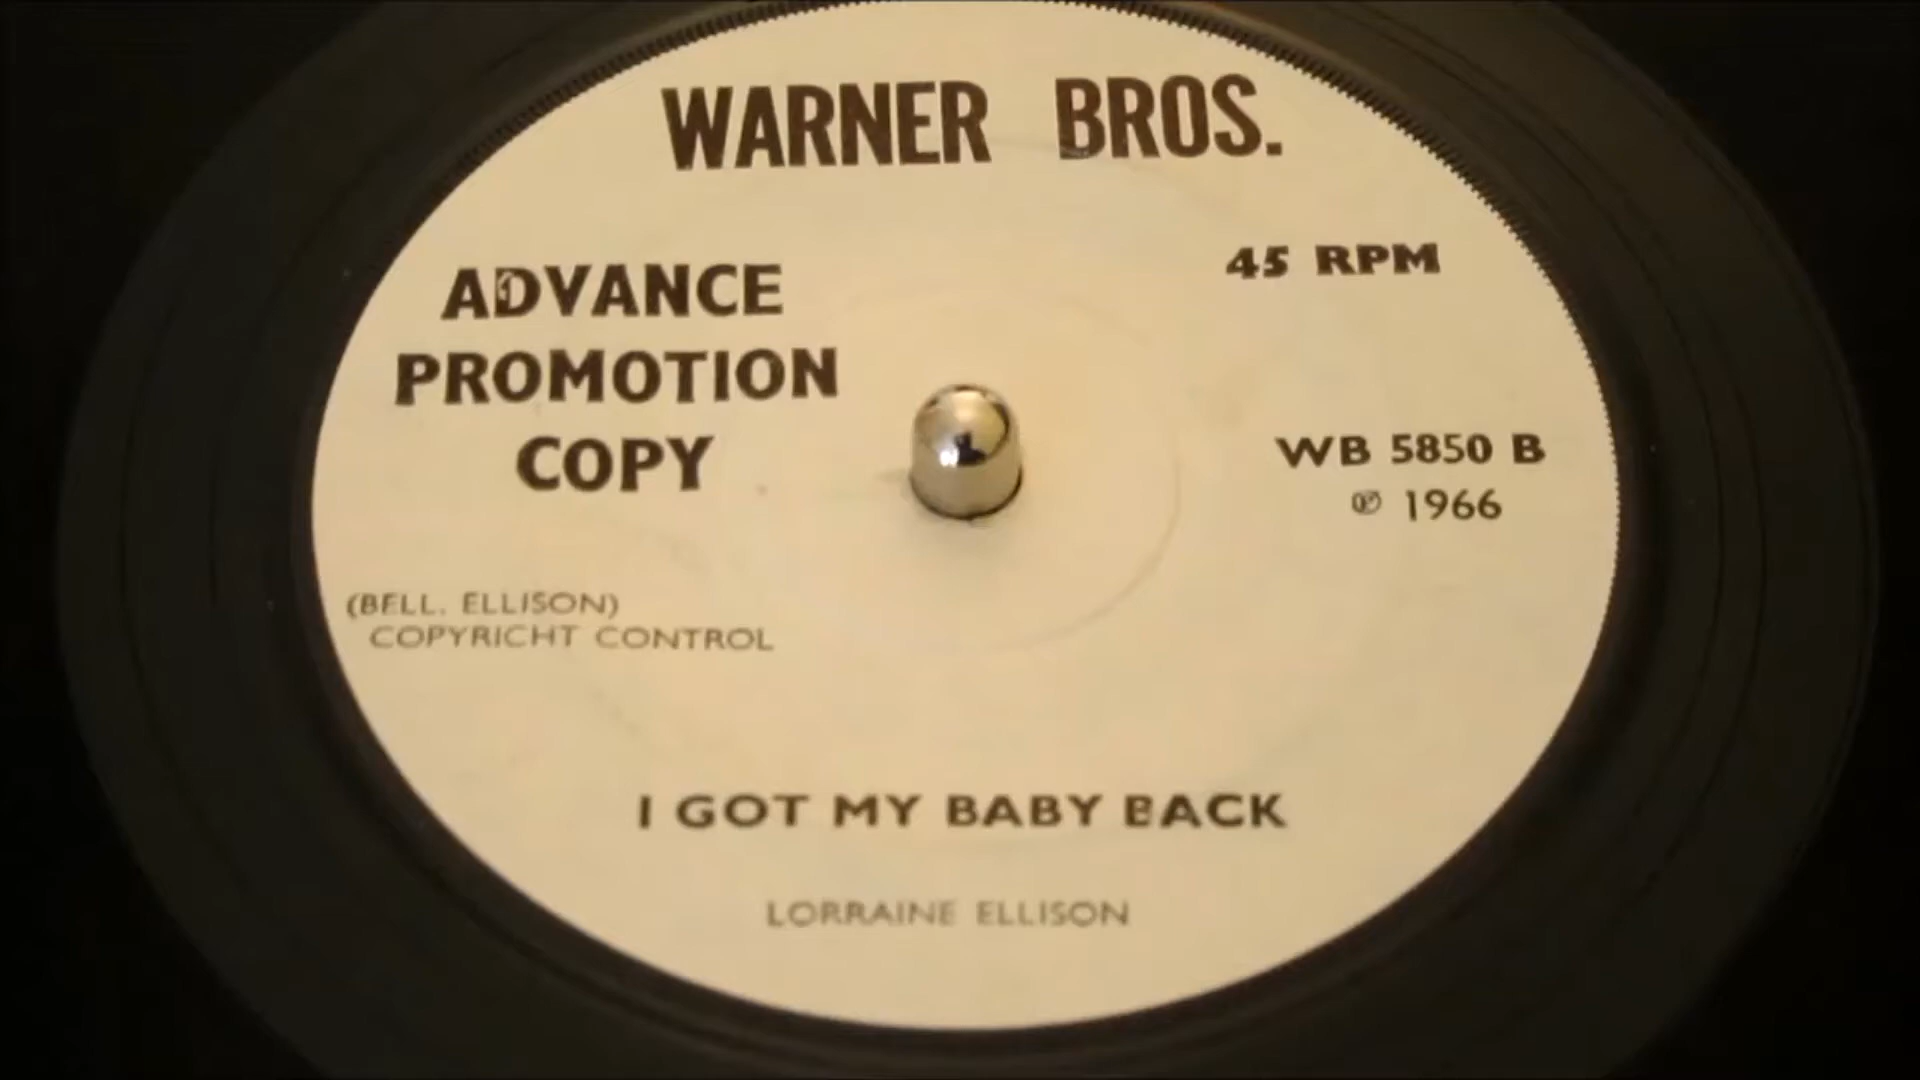 WARNER BROS.
45 RPM
ADVANCE
PROMOTION
COPY
WB 5850 B
℗ 1966
(BELL. ELLISON)
COPYRIGHT CONTROL
I GOT MY BABY BACK
LORRAINE ELLISON